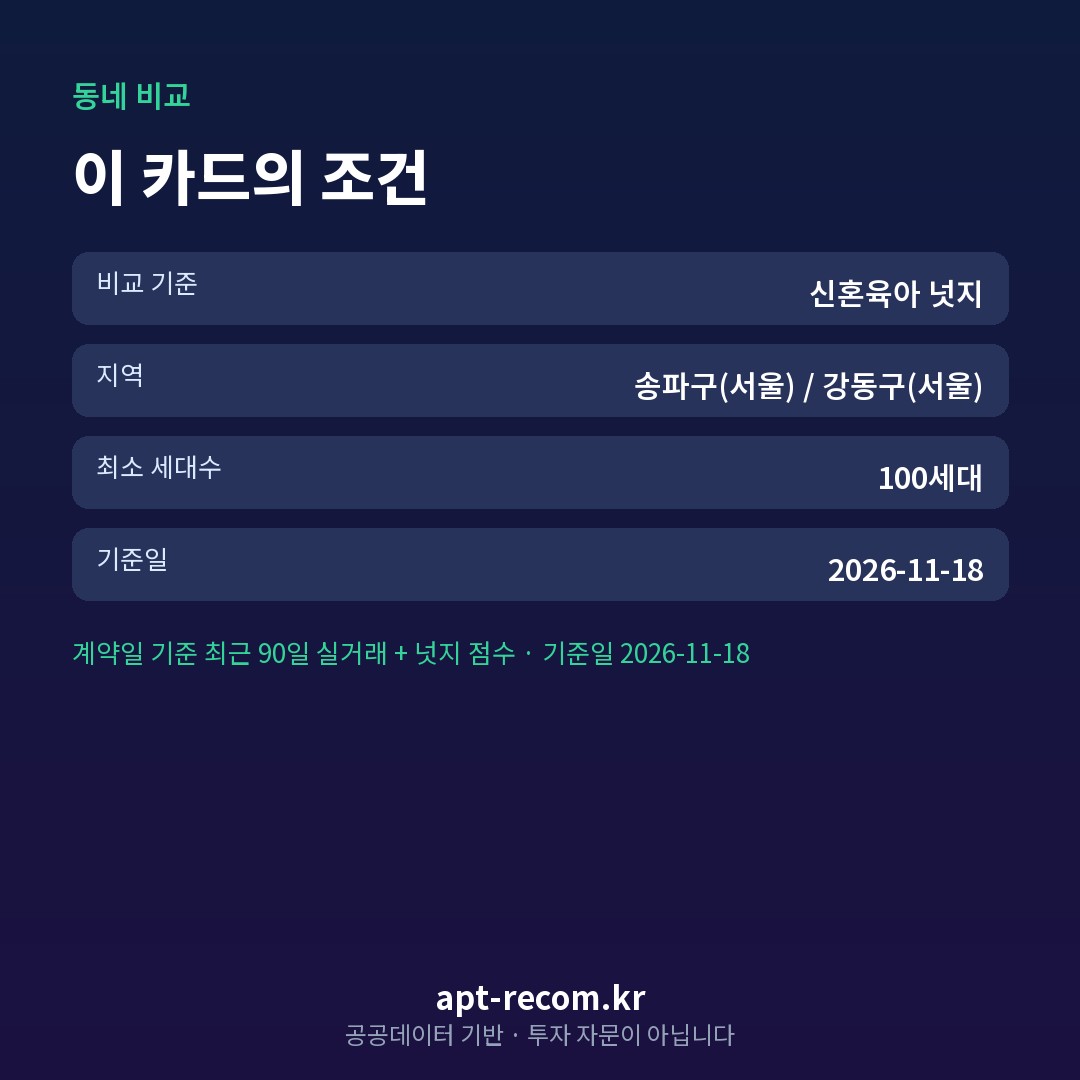 동네 비교
이 카드의 조건
비교 기준
신혼육아 넛지
지역
송파구(서울) / 강동구(서울)
최소 세대수
100세대
기준일
2026-11-18
계약일 기준 최근 90일 실거래 + 넛지 점수 · 기준일 2026-11-18
apt-recom.kr
공공데이터 기반 · 투자 자문이 아닙니다